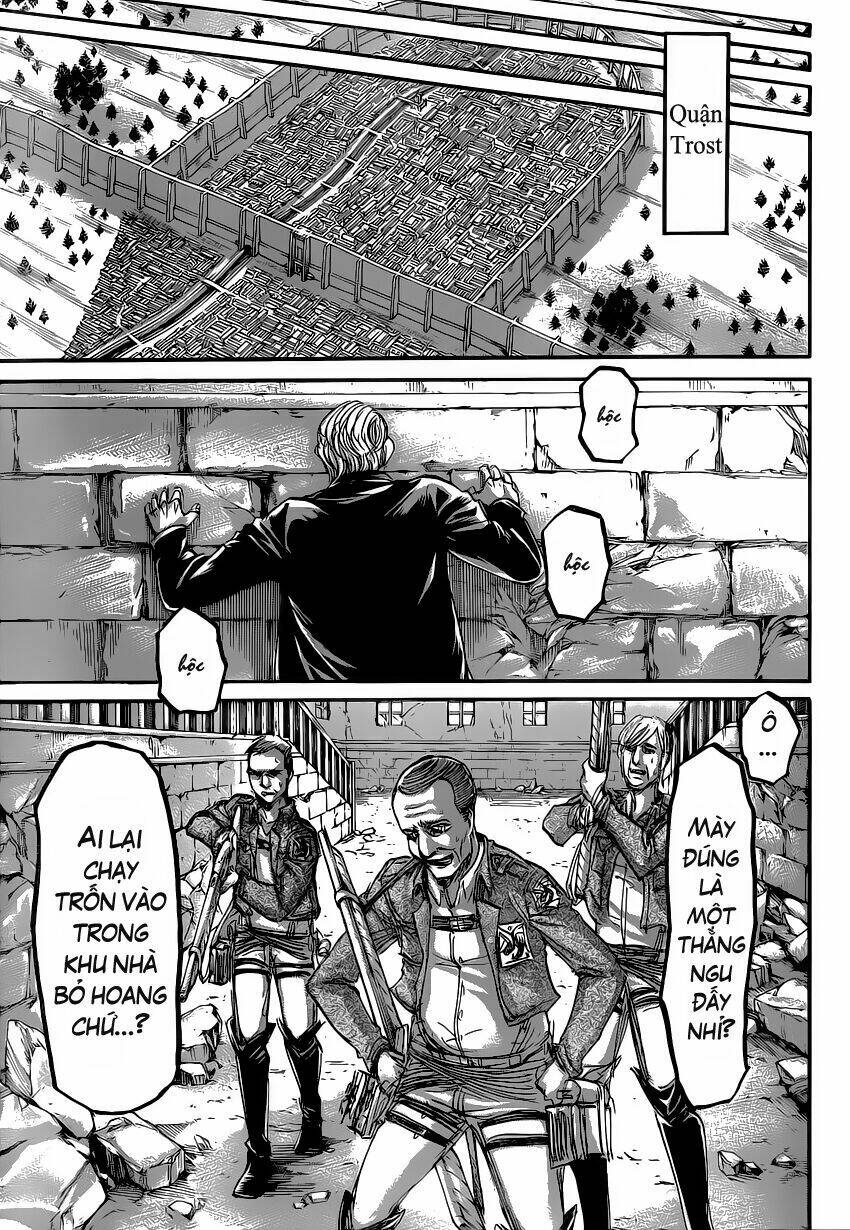 Quận
Trost
hộc
hộc
hộc
Ô
...
MÀY
ĐÚNG
LÀ MỘT
THẰNG
NGU
ĐẤY
NHỈ?
AI LẠI
CHẠY
TRỐN VÀO
TRONG
KHU NHÀ
BỎ HOANG
CHỨ...?